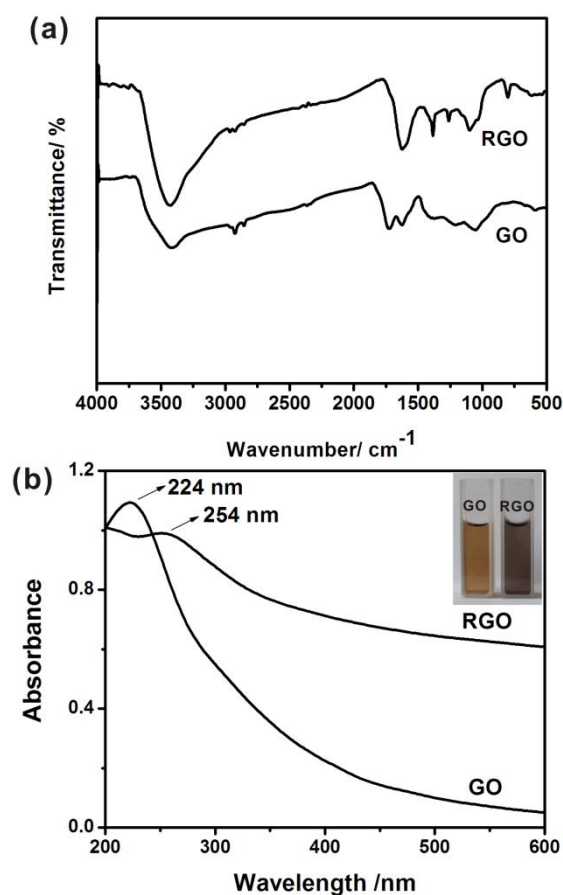 (a)
Transmittance/ %
RGO
GO
4000 3500 3000 2500 2000 1500 1000 500
Wavenumber/ cm-1
(b)
1.2
0.8
0.4
0.0
Absorbance
224 nm
254 nm
GO RGO
RGO
GO
200 300 400 500 600
Wavelength /nm